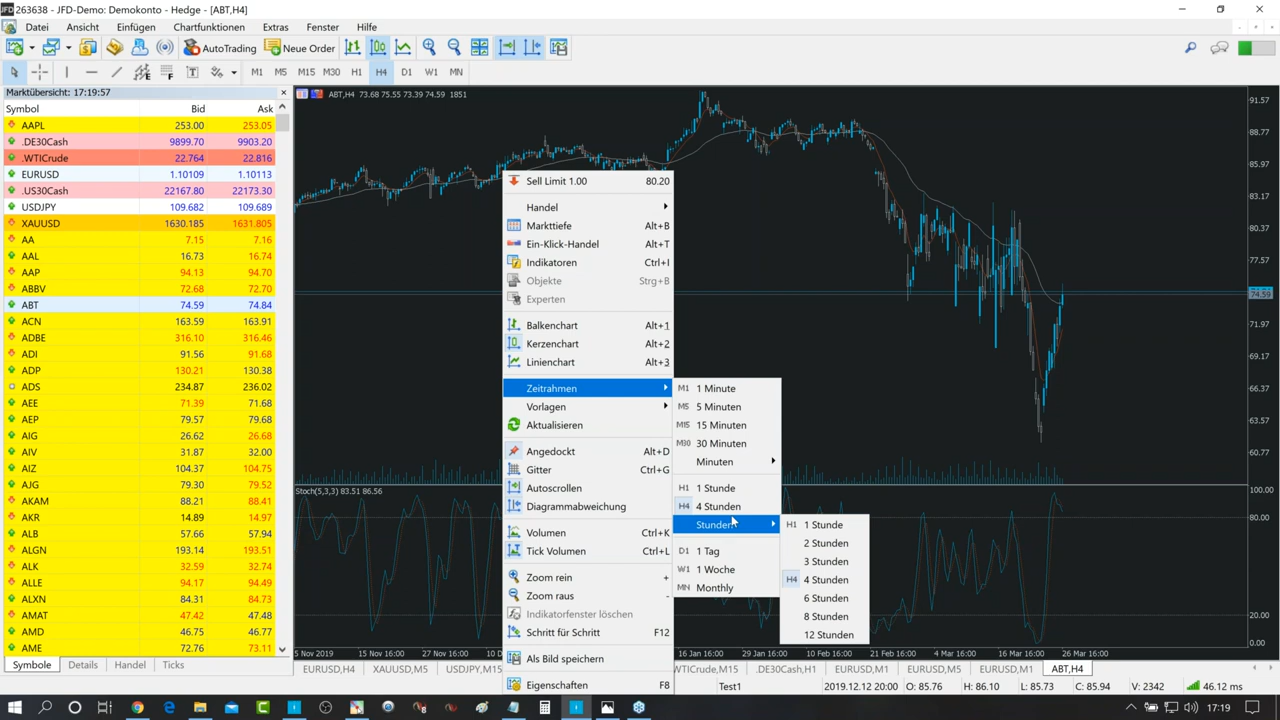 263638 - JFD-Demo: Demokonto - Hedge - [ABT,H4]
Datei Ansicht Einfügen Chartfunktionen Extras Fenster Hilfe
AutoTrading New Order
M1 M5 M15 M30 H1 H4 D1 W1 MN
Marktübersicht: 17:19:57
Symbol Bid Ask
AAPL 253.00 253.05
.DE30Cash 9899.70 9903.20
.WTICrude 22.764 22.816
EURUSD 1.10109 1.10113
.US30Cash 22167.80 22173.30
USDJPY 109.682 109.689
XAUUSD 1630.185 1631.805
AA 7.15 7.16
AAL 16.73 16.74
AAP 94.13 94.70
ABBV 72.68 72.70
ABT 74.59 74.84
ACN 163.59 163.91
ADBE 316.10 316.46
ADI 91.56 91.68
ADP 130.21 130.38
ADS 234.87 236.02
AEE 71.39 71.68
AEP 79.57 79.68
AIG 26.62 26.68
AIV 31.87 32.00
AIZ 104.37 104.75
AJG 79.30 79.52
AKAM 88.21 88.41
AKR 14.89 14.97
ALB 57.66 57.94
ALGN 193.14 193.51
ALK 32.59 32.74
ALLE 94.17 94.49
ALXN 84.31 84.73
AMAT 47.42 47.48
AMD 46.75 46.77
AME 72.76 73.11
Symbole Details Handel Ticks
ABT,H4 73.68 75.55 73.39 74.59 1851
Sell Limit 1.00 80.20
Handel
Markttiefe Alt+B
Ein-Klick-Handel Alt+T
Indikatoren Ctrl+I
Objekte Strg+B
Experten
Balkenchart Alt+1
Kerzenchart Alt+2
Linienchart Alt+3
Zeitrahmen
Vorlagen
Aktualisieren
Angedockt Alt+D
Gitter Ctrl+G
Autoscrollen
Diagrammabweichung
Volumen Ctrl+K
Tick Volumen Ctrl+L
Zoom rein +
Zoom raus -
Indikatorfenster löschen
Schritt für Schritt F12
Als Bild speichern
Eigenschaften F8
M1 1 Minute
M5 5 Minuten
M15 15 Minuten
M30 30 Minuten
Minuten
H1 1 Stunde
H4 4 Stunden
Stunden
D1 1 Tag
W1 1 Woche
MN Monthly
H1 1 Stunde
2 Stunden
3 Stunden
H4 4 Stunden
6 Stunden
8 Stunden
12 Stunden
91.57
88.77
83.17
80.37
77.57
74.59
71.97
69.17
66.37
63.57
60.77
Stoch(5,3,3) 83.51 86.56
100.00
80.00
20.00
0.00
5 Nov 2019 15 Nov 16:00 27 Nov 16:00 16 Jan 16:00 29 Jan 16:00 10 Feb 16:00 21 Feb 16:00 4 Mar 16:00 16 Mar 16:00 26 Mar 16:00
EURUSD,H4 XAUUSD,M5 USDJPY,M15 WTICrude,M15 .DE30Cash,H1 EURUSD,M1 EURUSD,M5 EURUSD,M1 ABT,H4
Test1 2019.12.12 20:00 O: 85.76 H: 86.10 L: 85.73 C: 85.94 V: 2342 46.12 ms
17:19